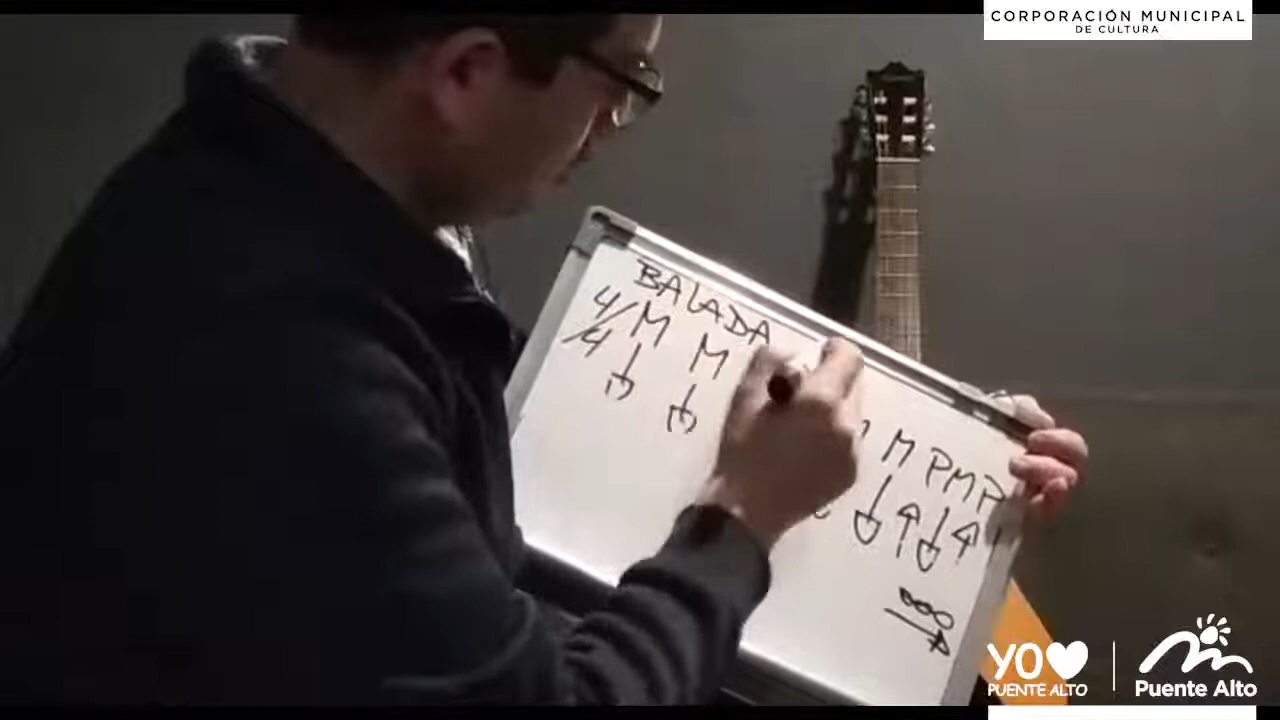 CORPORACIÓN MUNICIPAL
DE CULTURA
BALADA
4/4 M M M P M P
YO
PUENTE ALTO
Puente Alto